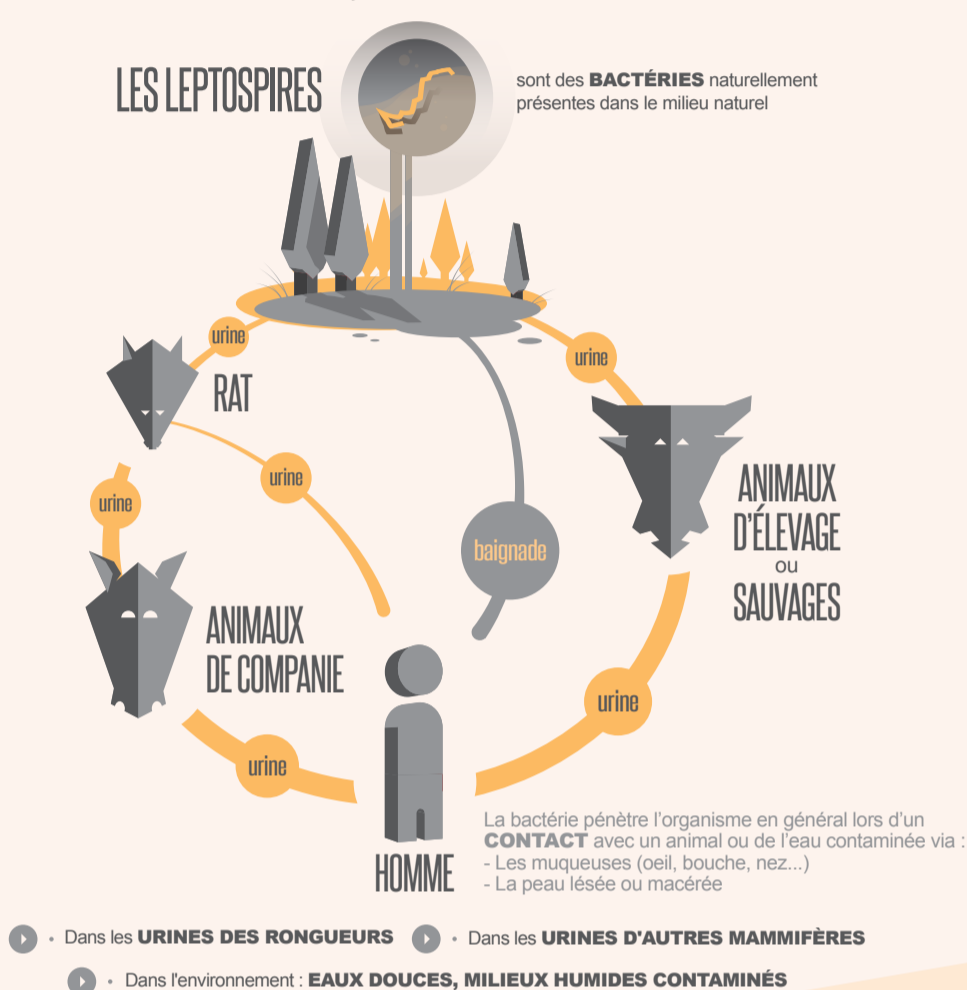 LES LEPTOSPIRES
sont des BACTÉRIES naturellement
présentes dans le milieu naturel
urine
RAT
urine
urine
urine
baignade
ANIMAUX
D'ÉLEVAGE
ou
SAUVAGES
ANIMAUX
DE COMPANIE
urine
urine
HOMME
La bactérie pénètre l'organisme en général lors d'un
CONTACT avec un animal ou de l'eau contaminée via :
- Les muqueuses (oeil, bouche, nez...)
- La peau lésée ou macérée
• Dans les URINES DES RONGUEURS
• Dans les URINES D'AUTRES MAMMIFÈRES
• Dans l'environnement : EAUX DOUCES, MILIEUX HUMIDES CONTAMINÉS